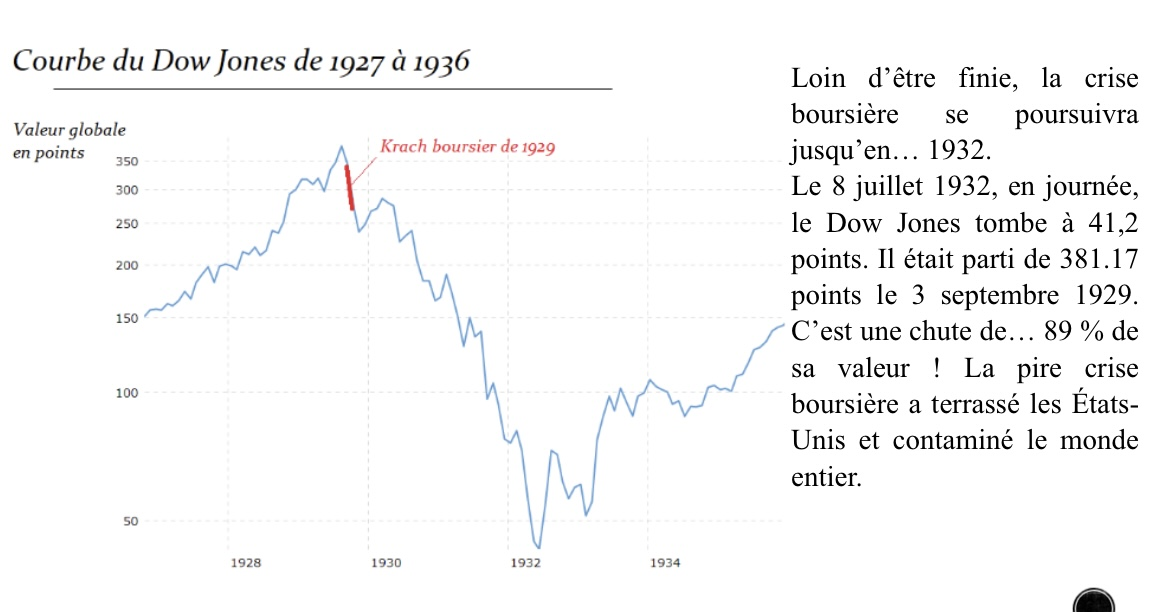 Courbe du Dow Jones de 1927 à 1936
Valeur globale
en points
Krach boursier de 1929
350
300
250
200
150
100
50
1928 1930 1932 1934
Loin d’être finie, la crise
boursière se poursuivra
jusqu’en… 1932.
Le 8 juillet 1932, en journée,
le Dow Jones tombe à 41,2
points. Il était parti de 381.17
points le 3 septembre 1929.
C’est une chute de… 89 % de
sa valeur ! La pire crise
boursière a terrassé les États-
Unis et contaminé le monde
entier.